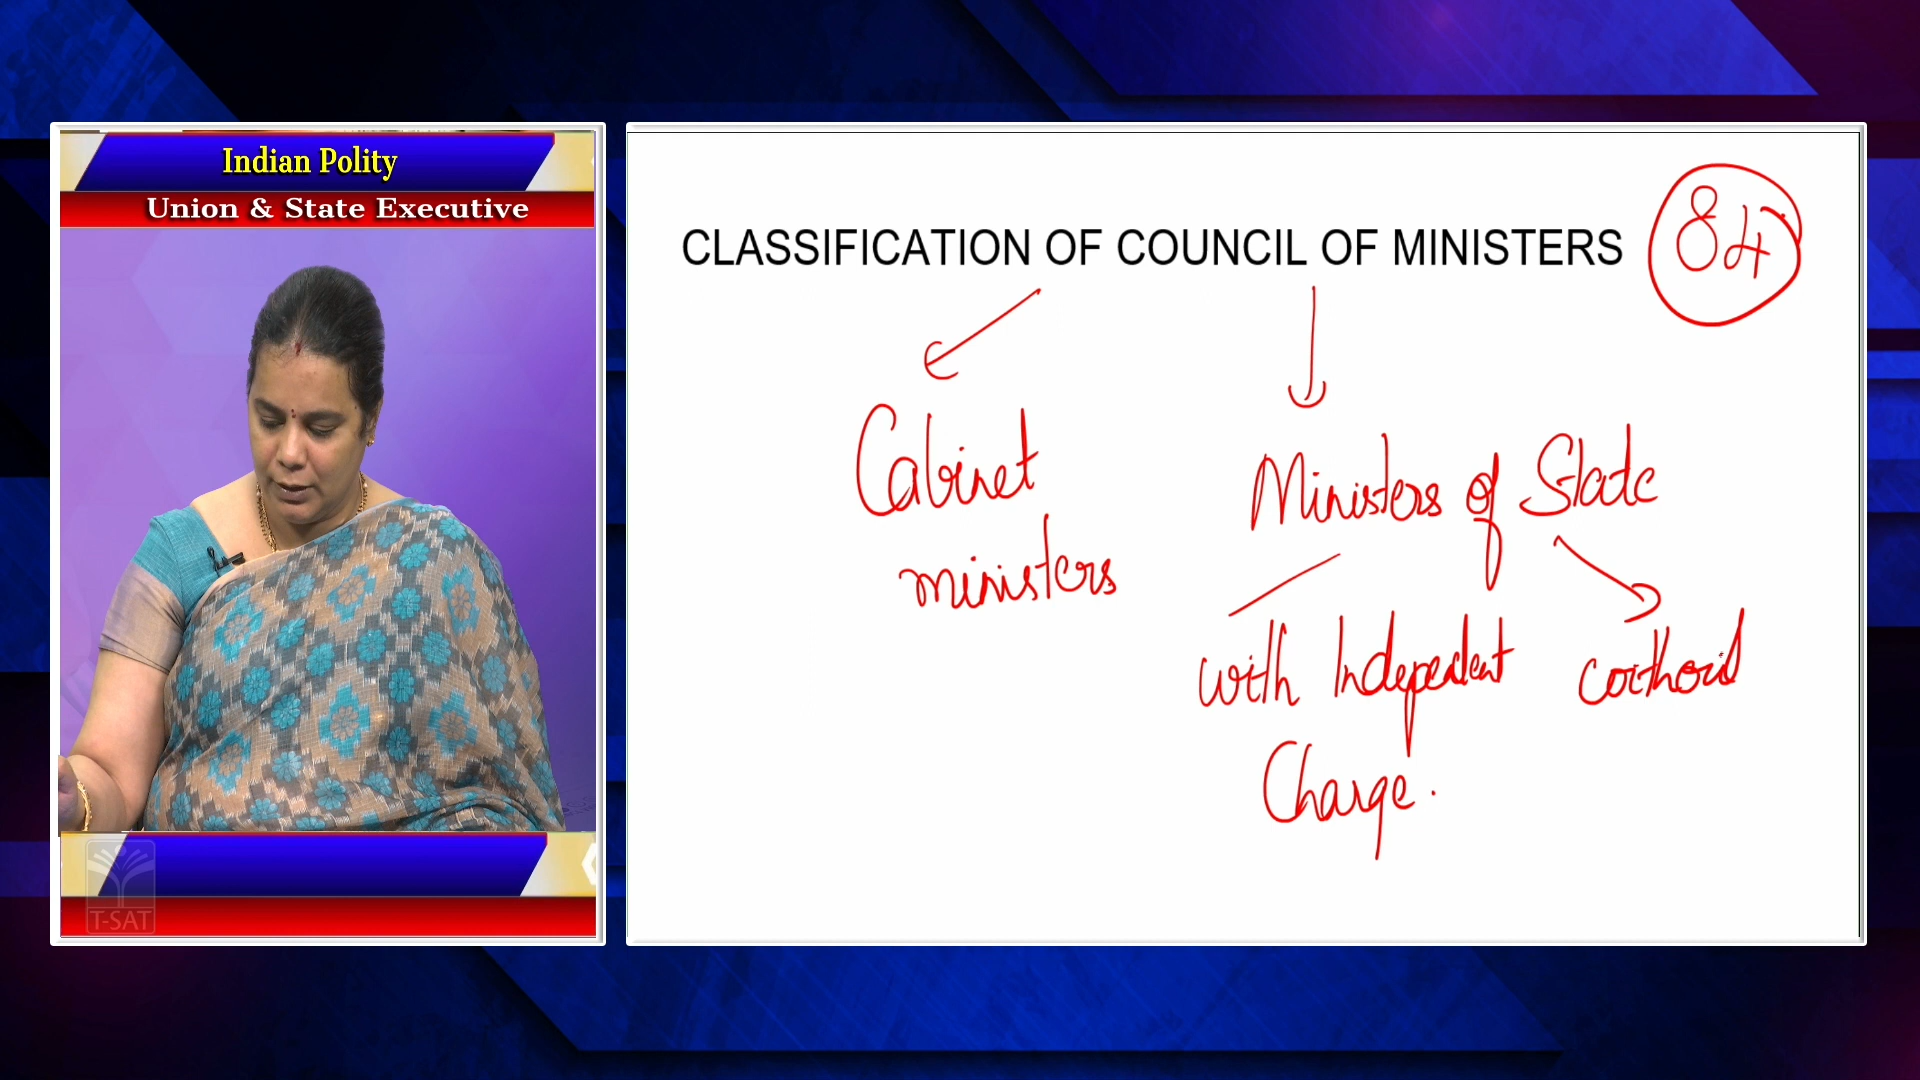 Indian Polity
Union & State Executive
CLASSIFICATION OF COUNCIL OF MINISTERS
84
Cabinet
ministers
Ministers of State
with Independent
Charge.
without
T-SAT